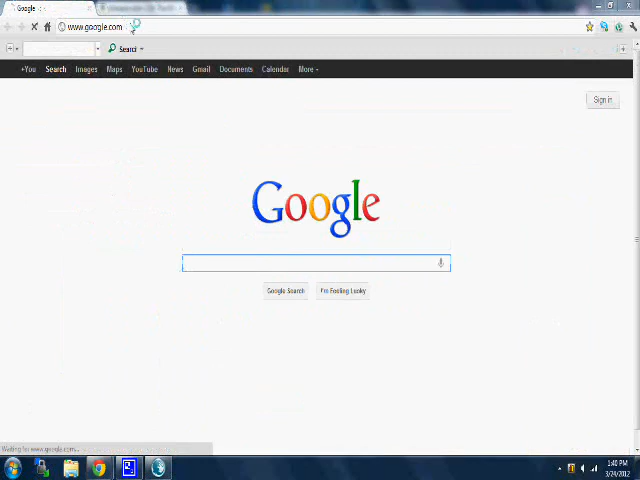 Google
www.google.com
Search
+You Search Images Maps YouTube News Gmail Documents Calendar More
Sign in
Google
Google Search I'm Feeling Lucky
Waiting for www.google.com...
1:40 PM
3/24/2012